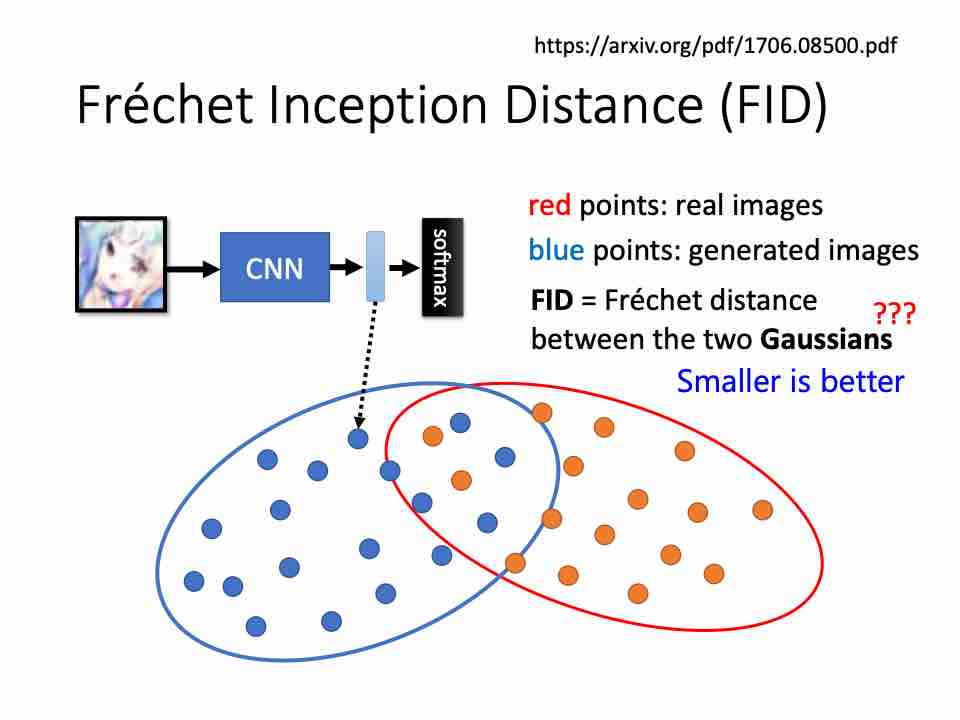 https://arxiv.org/pdf/1706.08500.pdf
Fréchet Inception Distance (FID)
red points: real images
blue points: generated images
CNN
softmax
FID = Fréchet distance
???
between the two Gaussians
Smaller is better